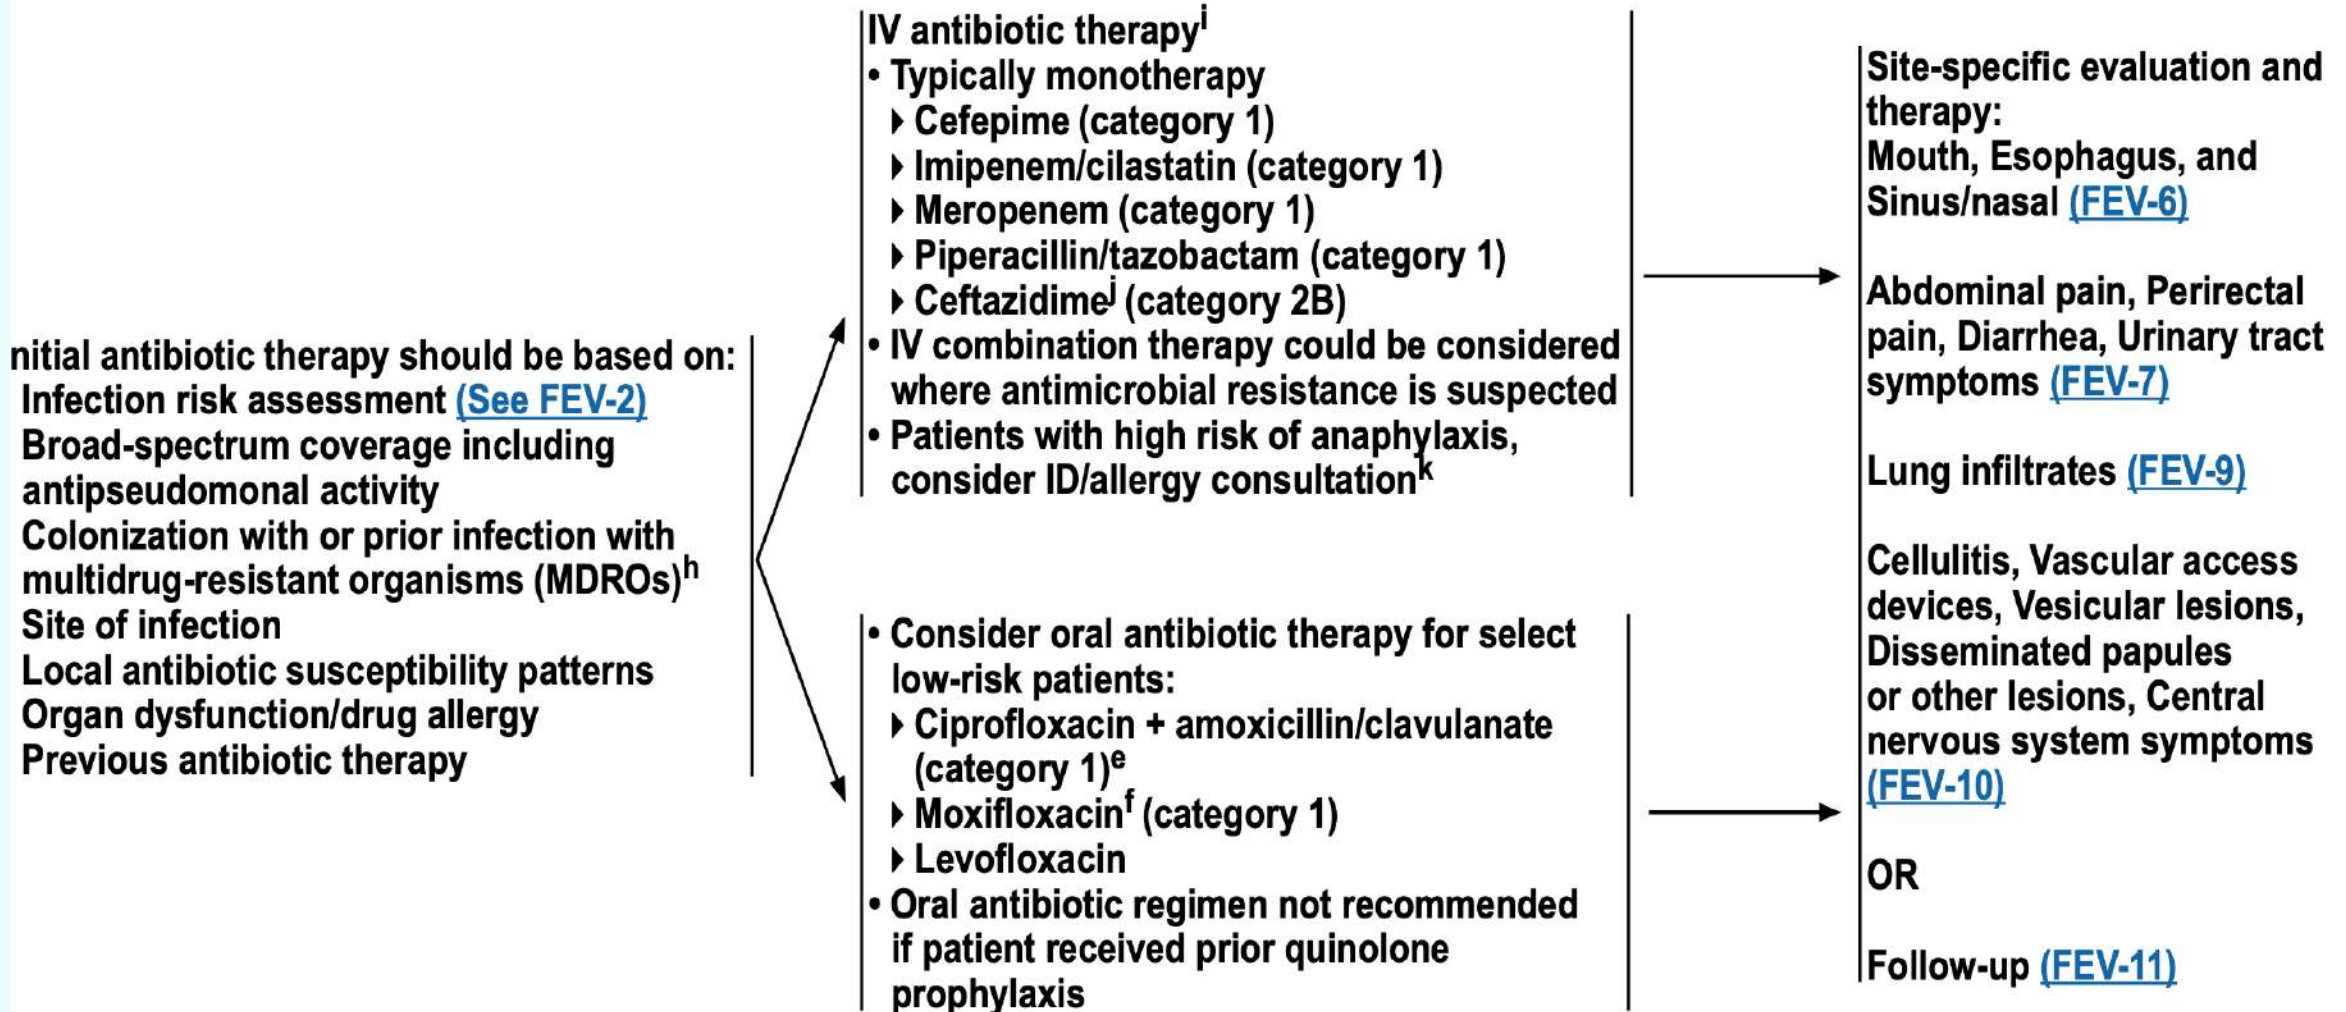 nitial antibiotic therapy should be based on:
Infection risk assessment (See FEV-2)
Broad-spectrum coverage including
antipseudomonal activity
Colonization with or prior infection with
multidrug-resistant organisms (MDROs)h
Site of infection
Local antibiotic susceptibility patterns
Organ dysfunction/drug allergy
Previous antibiotic therapy
IV antibiotic therapyi
• Typically monotherapy
▸ Cefepime (category 1)
▸ Imipenem/cilastatin (category 1)
▸ Meropenem (category 1)
▸ Piperacillin/tazobactam (category 1)
▸ Ceftazidimej (category 2B)
• IV combination therapy could be considered
where antimicrobial resistance is suspected
• Patients with high risk of anaphylaxis,
consider ID/allergy consultationk
• Consider oral antibiotic therapy for select
low-risk patients:
▸ Ciprofloxacin + amoxicillin/clavulanate
(category 1)e
▸ Moxifloxacinf (category 1)
▸ Levofloxacin
• Oral antibiotic regimen not recommended
if patient received prior quinolone
prophylaxis
Site-specific evaluation and
therapy:
Mouth, Esophagus, and
Sinus/nasal (FEV-6)
Abdominal pain, Perirectal
pain, Diarrhea, Urinary tract
symptoms (FEV-7)
Lung infiltrates (FEV-9)
Cellulitis, Vascular access
devices, Vesicular lesions,
Disseminated papules
or other lesions, Central
nervous system symptoms
(FEV-10)
OR
Follow-up (FEV-11)